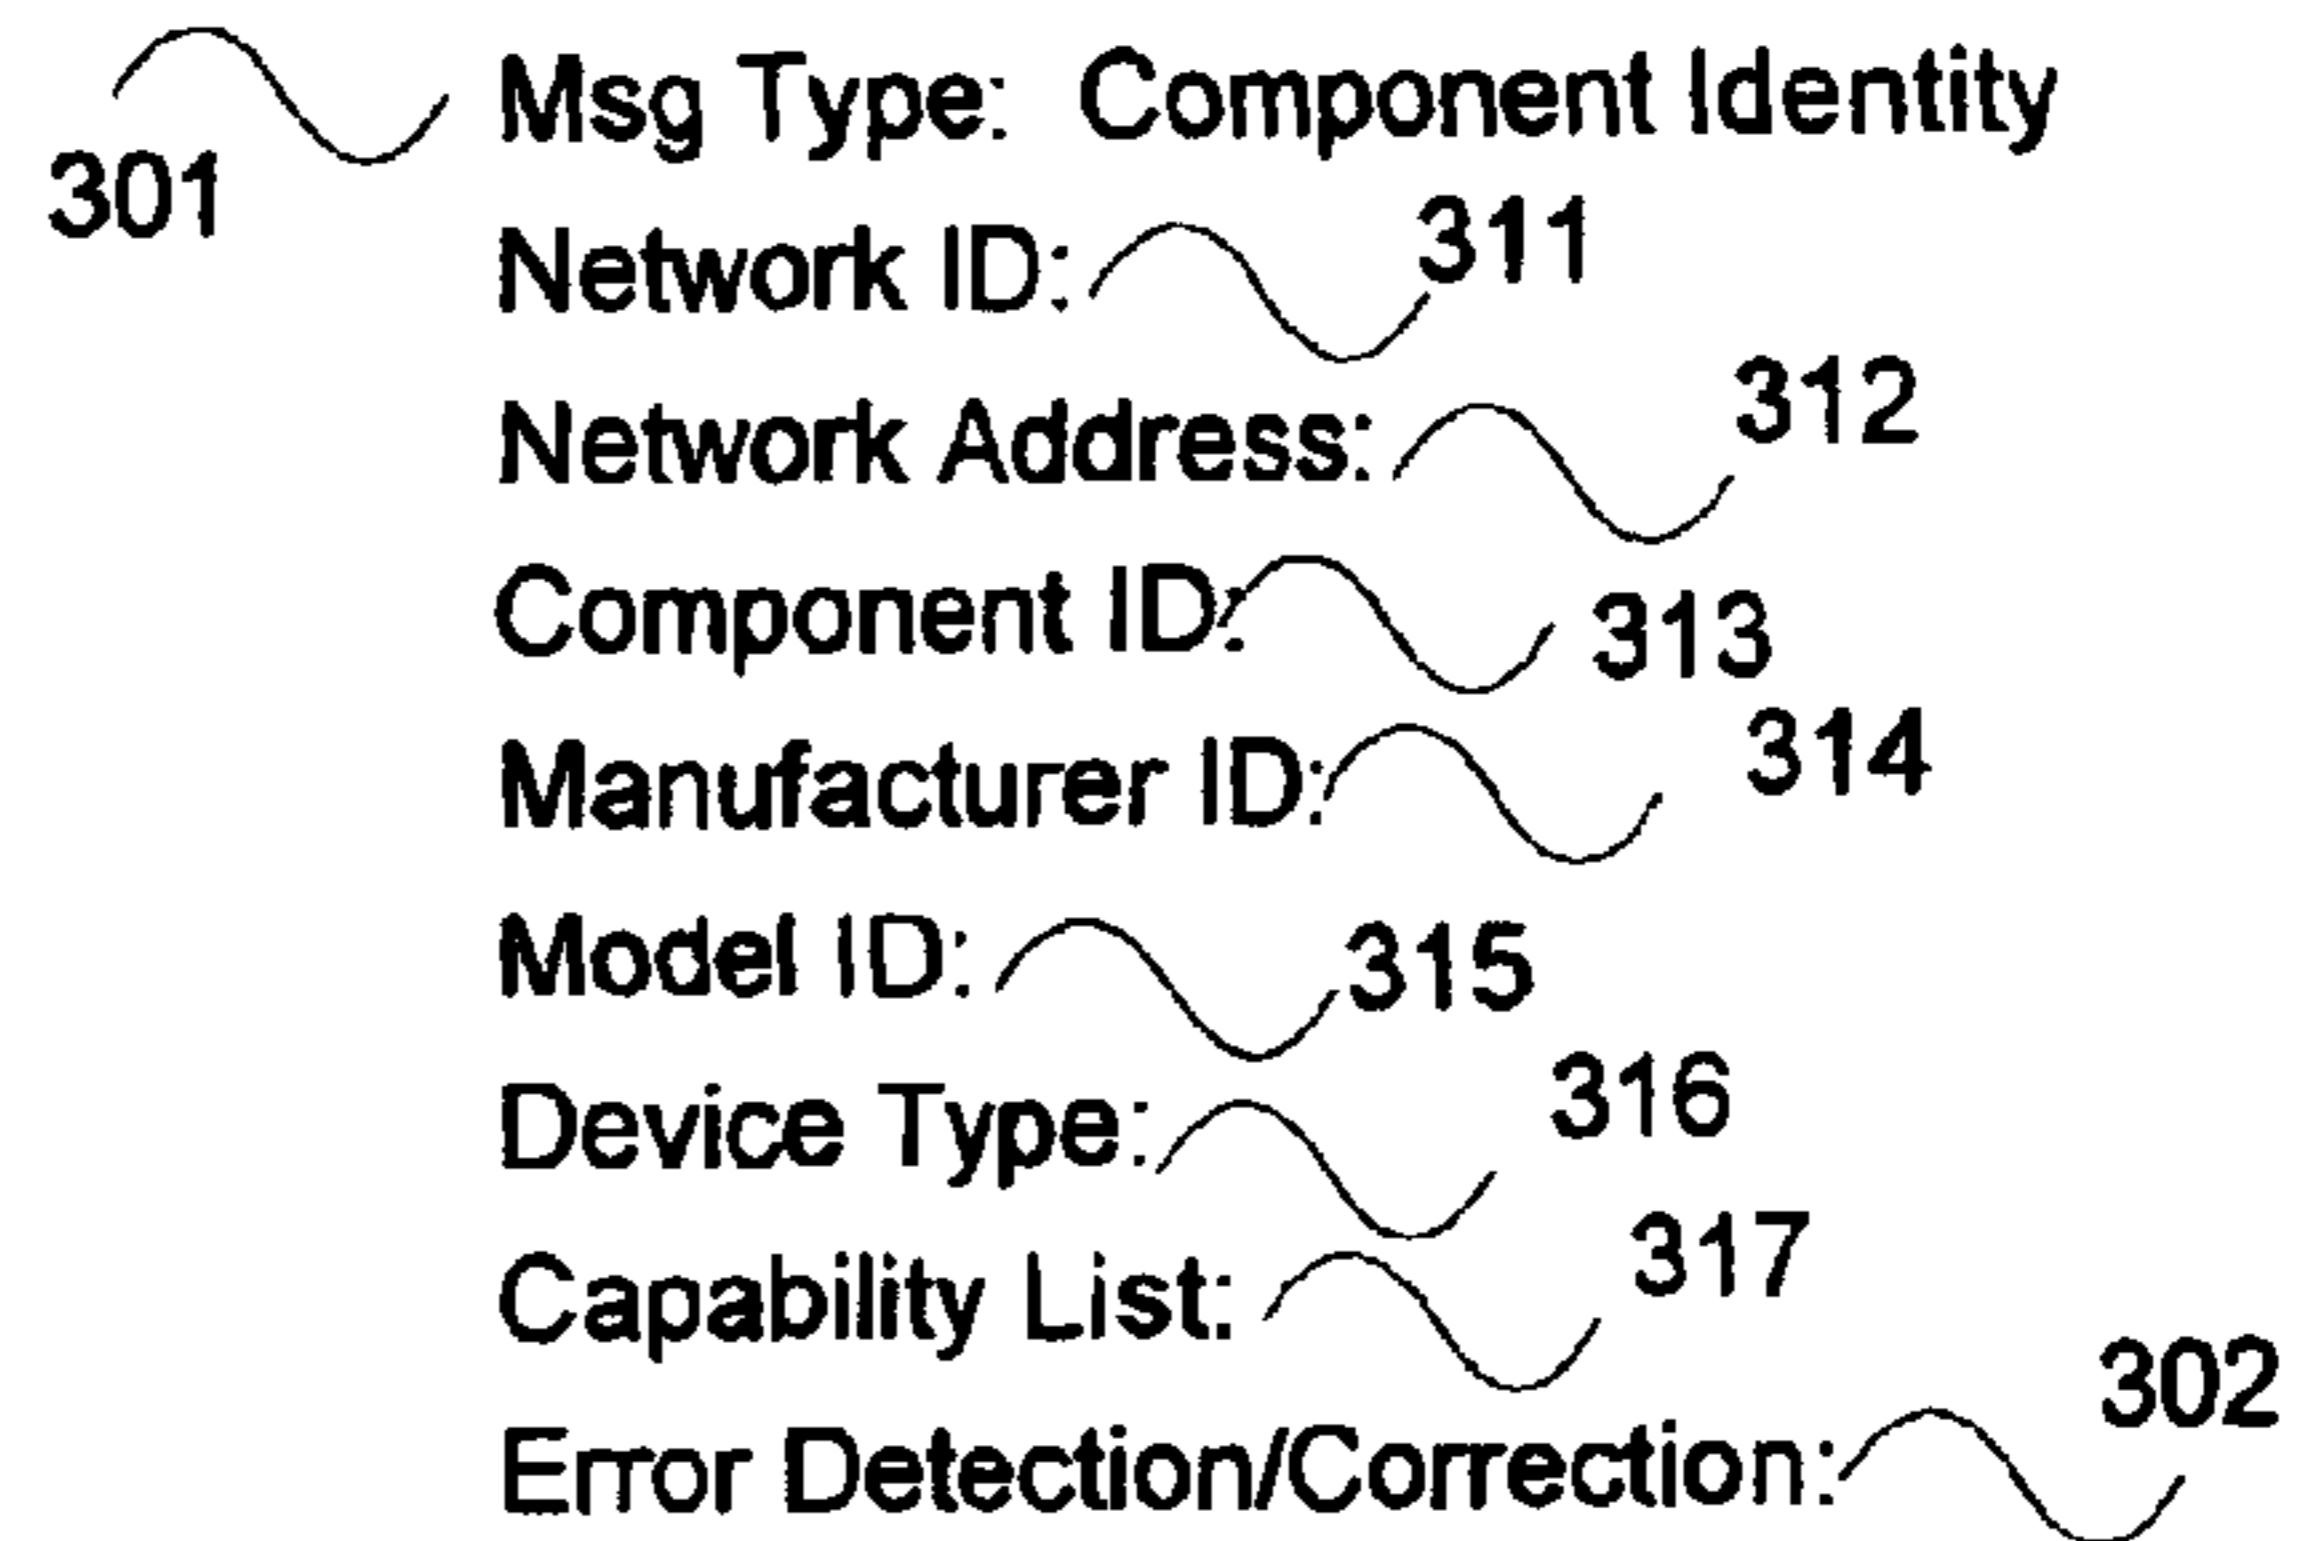 Msg Type: Component Identity
301
Network ID: 311
Network Address: 312
Component ID: 313
Manufacturer ID: 314
Model ID: 315
Device Type: 316
Capability List: 317
Error Detection/Correction: 302